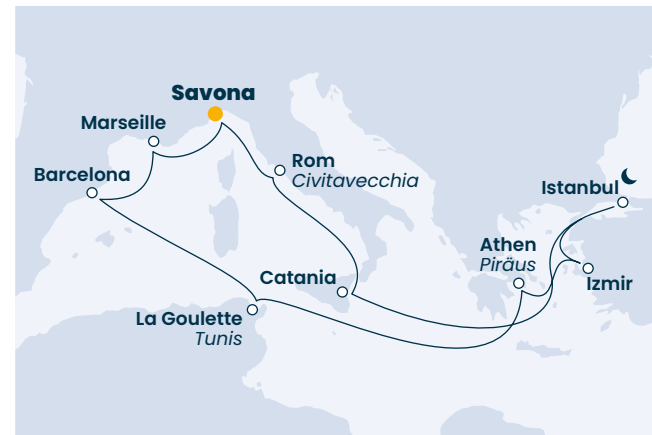 Savona
Marseille
Barcelona
Rom
Civitavecchia
Istanbul
Athen
Piräus
Catania
Izmir
La Goulette
Tunis